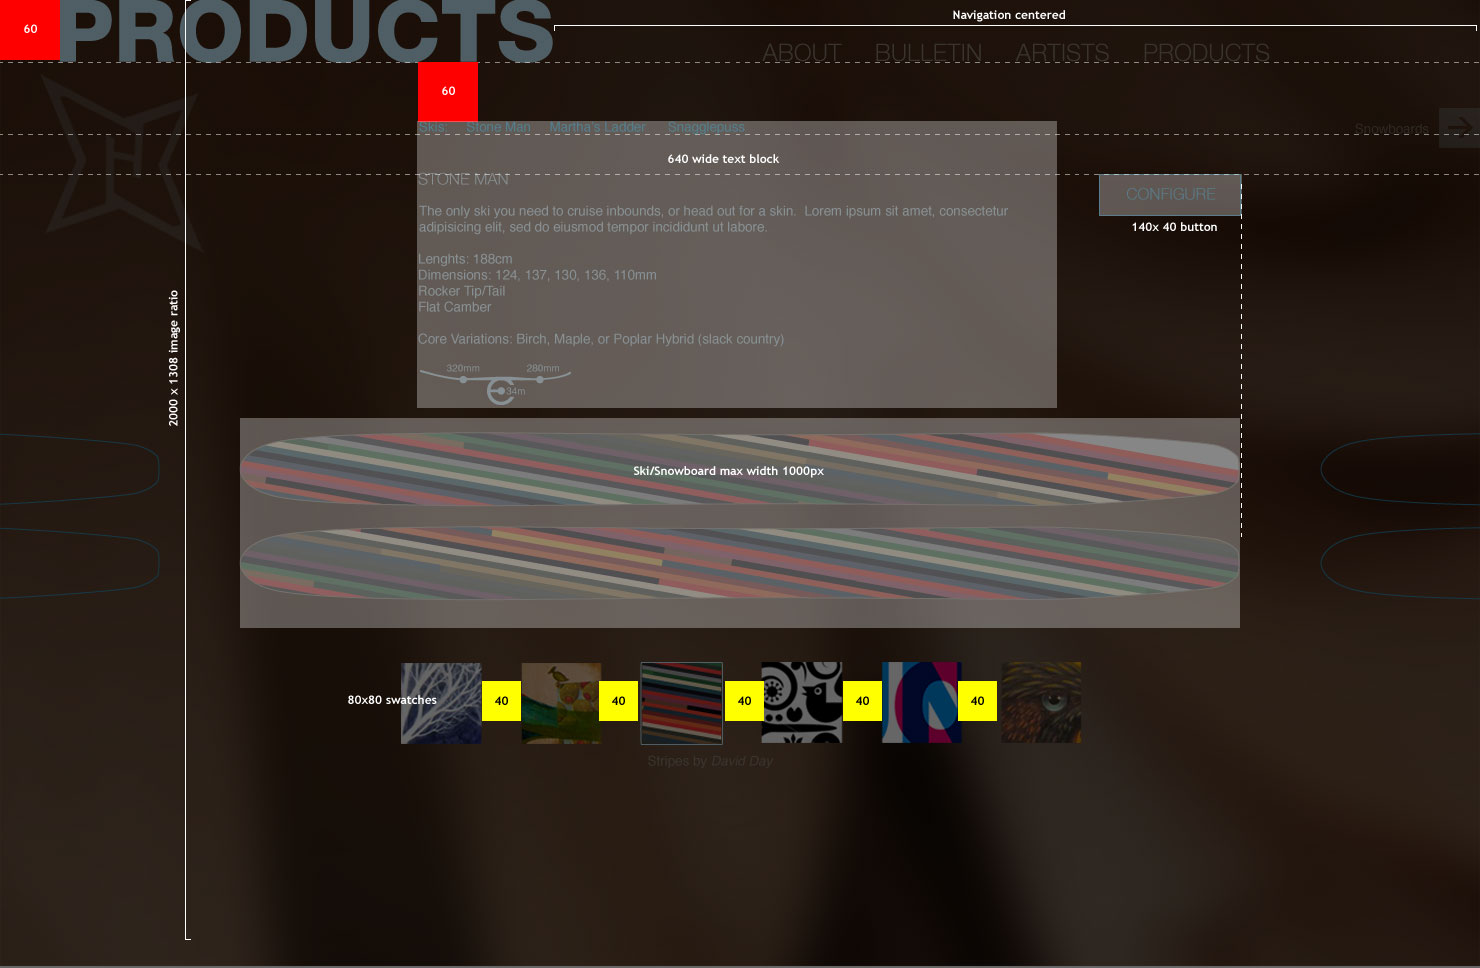 60
PRODUCTS
Navigation centered
ABOUT BULLETIN ARTISTS PRODUCTS
60
Skis: Stone Man Martha's Ladder Snagglepuss
Snowboards
640 wide text block
STONE MAN
CONFIGURE
The only ski you need to cruise inbounds, or head out for a skin. Lorem ipsum sit amet, consectetur
adipisicing elit, sed do eiusmod tempor incididunt ut labore.
140x 40 button
Lenghts: 188cm
Dimensions: 124, 137, 130, 136, 110mm
Rocker Tip/Tail
Flat Camber
2000 x 1308 image ratio
Core Variations: Birch, Maple, or Poplar Hybrid (slack country)
320mm 280mm
34m
Ski/Snowboard max width 1000px
80x80 swatches
40 40 40 40 40
Stripes by David Day